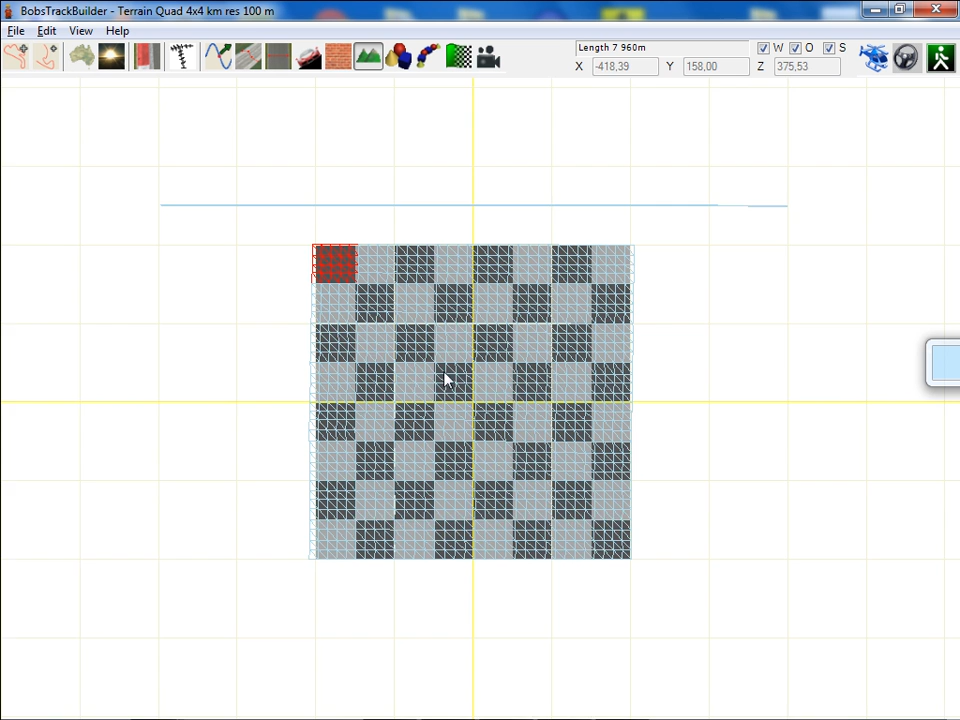 BobsTrackBuilder - Terrain Quad 4x4 km res 100 m
File Edit View Help
Length 7 960m
W O S
X -418,39 Y 158,00 Z 375,53